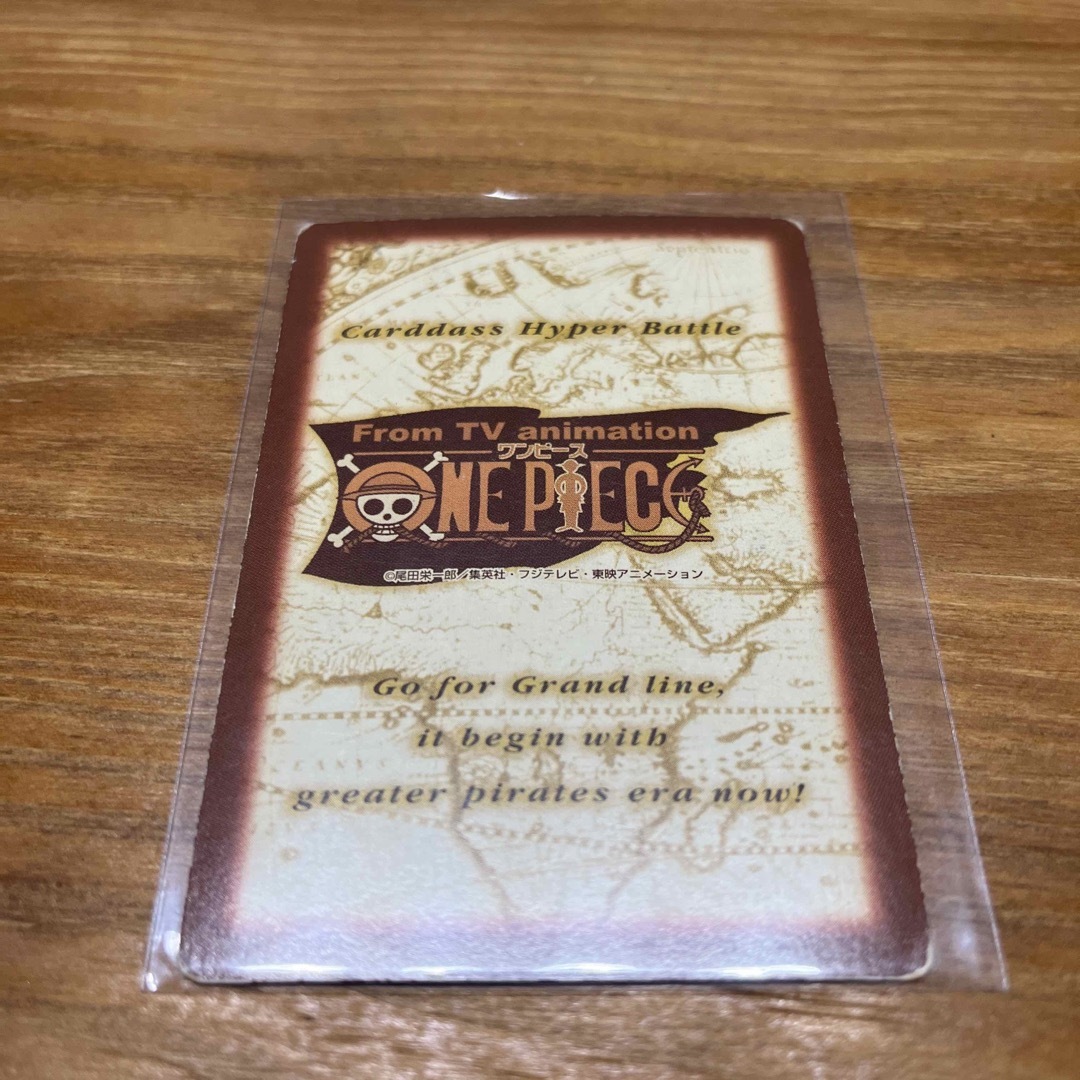 Carddass Hyper Battle
From TV animation
ワンピース
ONE PIECE
©尾田栄一郎／集英社・フジテレビ・東映アニメーション
Go for Grand line,
it begin with
greater pirates era now!